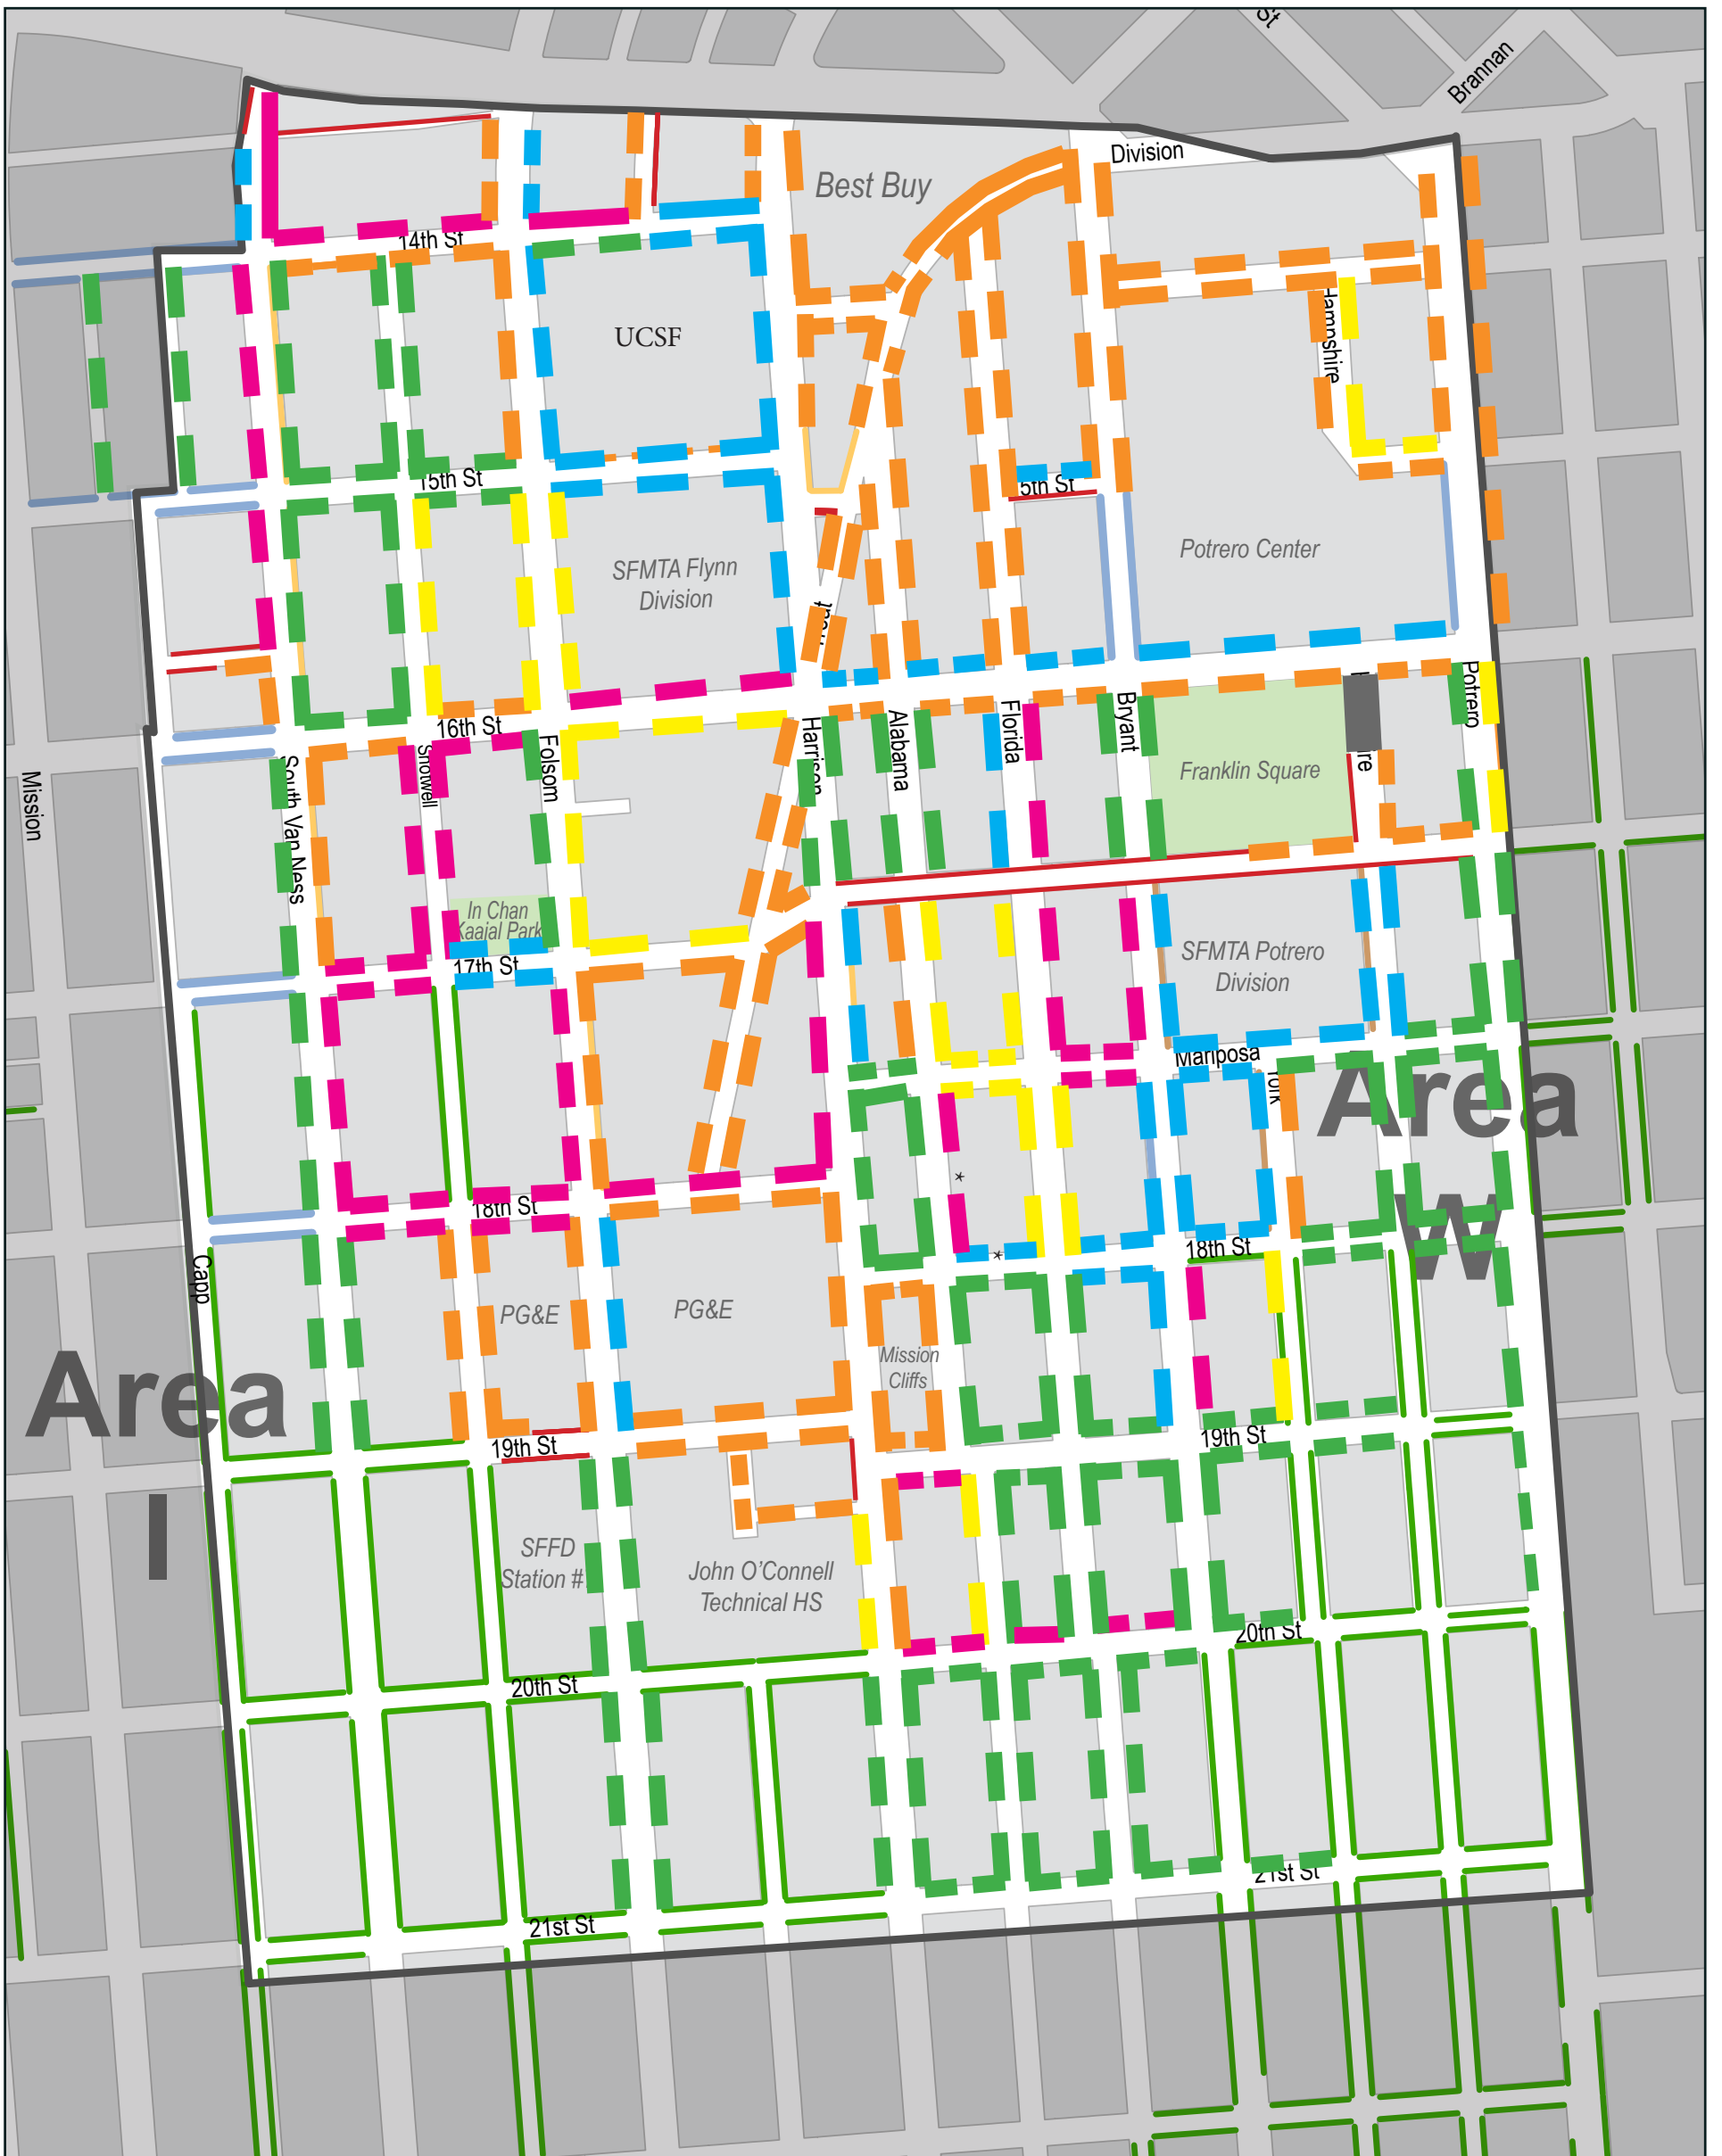 St
Brannan
Division
Best Buy
14th St
UCSF
Hampshire
15th St
5th St
Potrero Center
SFMTA Flynn
Division
16th St
Harrison
Alabama
Florida
Bryant
Potrero
Franklin Square
Mission
South Van Ness
Shotwell
Folsom
In Chan
Kaajal Park
17th St
SFMTA Potrero
Division
Mariposa
York
Area
W
*
18th St
*
18th St
Capp
PG&E
PG&E
Mission
Cliffs
Area
I
19th St
19th St
SFFD
Station #
John O'Connell
Technical HS
20th St
20th St
21st St
21st St